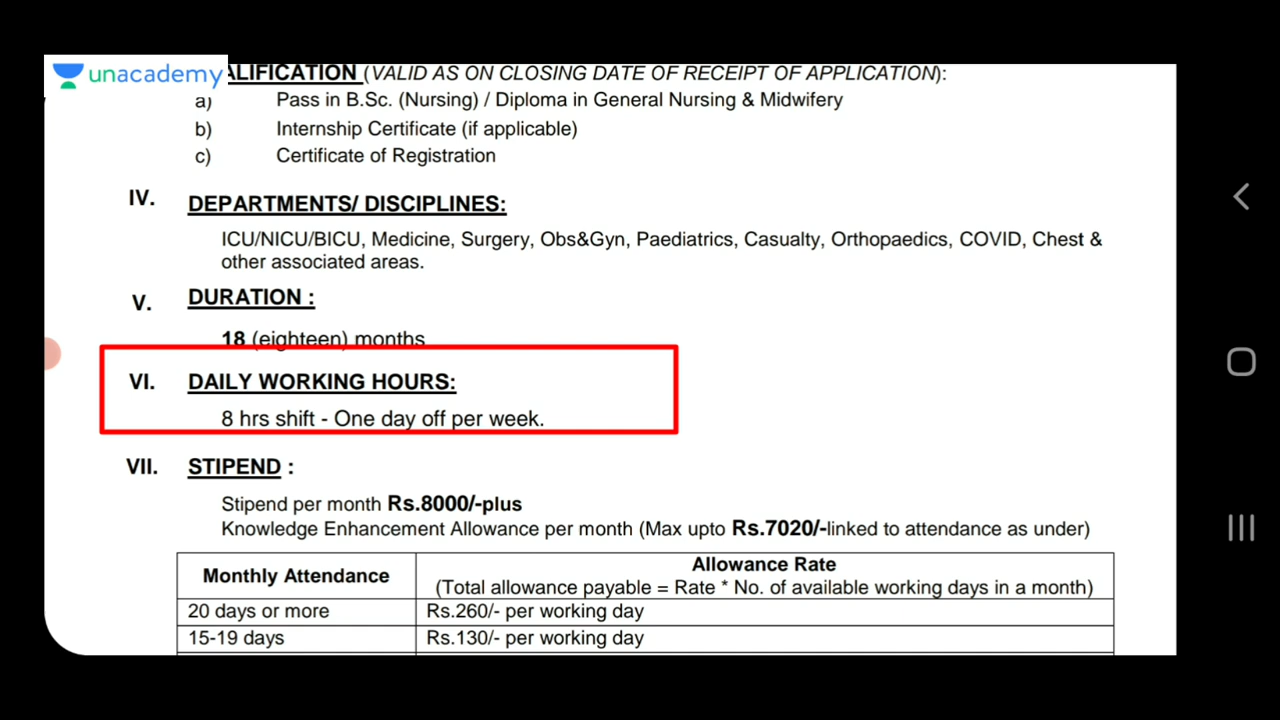 unacademy
ALIFICATION (VALID AS ON CLOSING DATE OF RECEIPT OF APPLICATION):
a) Pass in B.Sc. (Nursing) / Diploma in General Nursing & Midwifery
b) Internship Certificate (if applicable)
c) Certificate of Registration
IV. DEPARTMENTS/ DISCIPLINES:
ICU/NICU/BICU, Medicine, Surgery, Obs&Gyn, Paediatrics, Casualty, Orthopaedics, COVID, Chest &
other associated areas.
V. DURATION :
18 (eighteen) months
VI. DAILY WORKING HOURS:
8 hrs shift - One day off per week.
VII. STIPEND :
Stipend per month Rs.8000/-plus
Knowledge Enhancement Allowance per month (Max upto Rs.7020/-linked to attendance as under)
Monthly Attendance
Allowance Rate
(Total allowance payable = Rate * No. of available working days in a month)
20 days or more Rs.260/- per working day
15-19 days Rs.130/- per working day